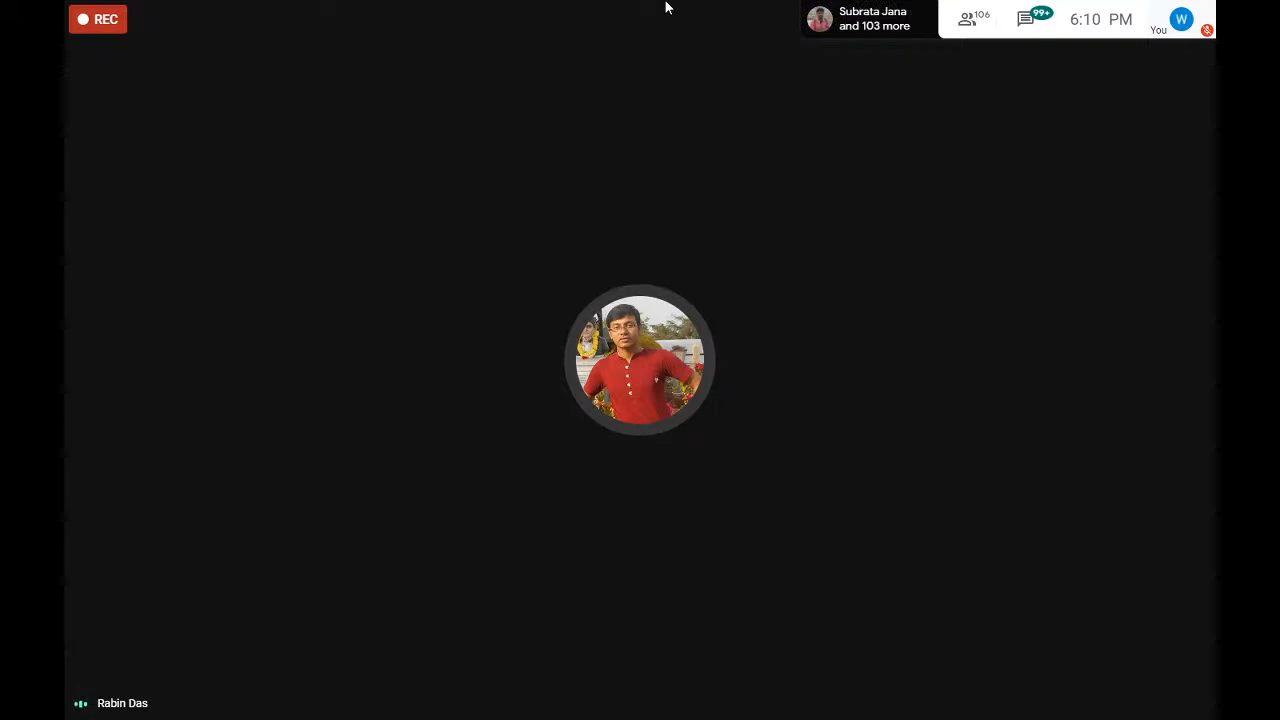 REC
Subrata Jana
and 103 more
106
99+
6:10 PM
You
W
Rabin Das